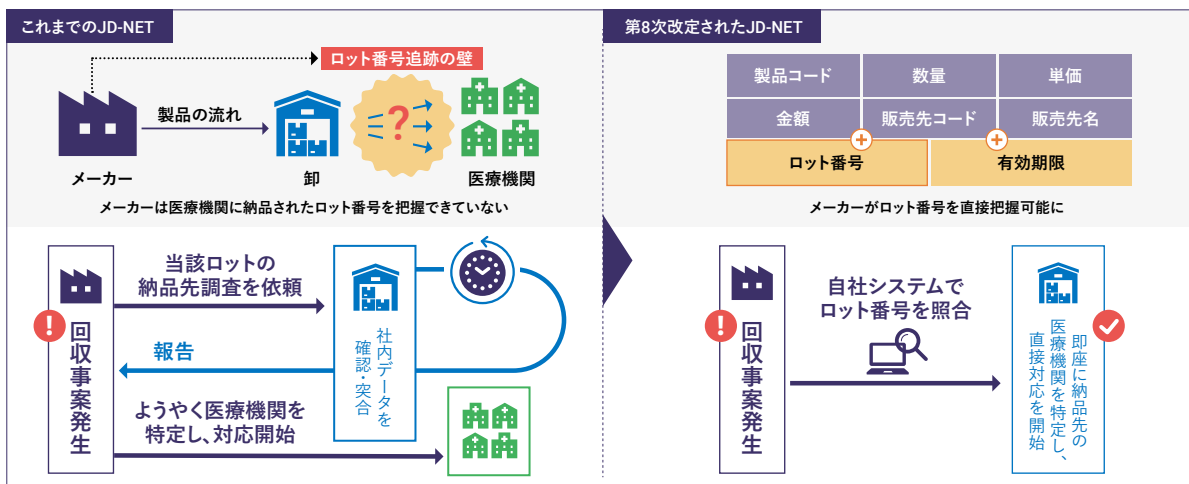 これまでのJD-NET
ロット番号追跡の壁
製品の流れ
?
メーカー
卸
医療機関
メーカーは医療機関に納品されたロット番号を把握できていない
!
回収事案発生
当該ロットの
納品先調査を依頼
報告
社内データを
確認・突合
ようやく医療機関を
特定し、対応開始
第8次改定されたJD-NET
製品コード
数量
単価
金額
販売先コード
販売先名
+
+
ロット番号
有効期限
メーカーがロット番号を直接把握可能に
!
回収事案発生
自社システムで
ロット番号を照合
即座に納品先の
医療機関を特定し、
直接対応を開始